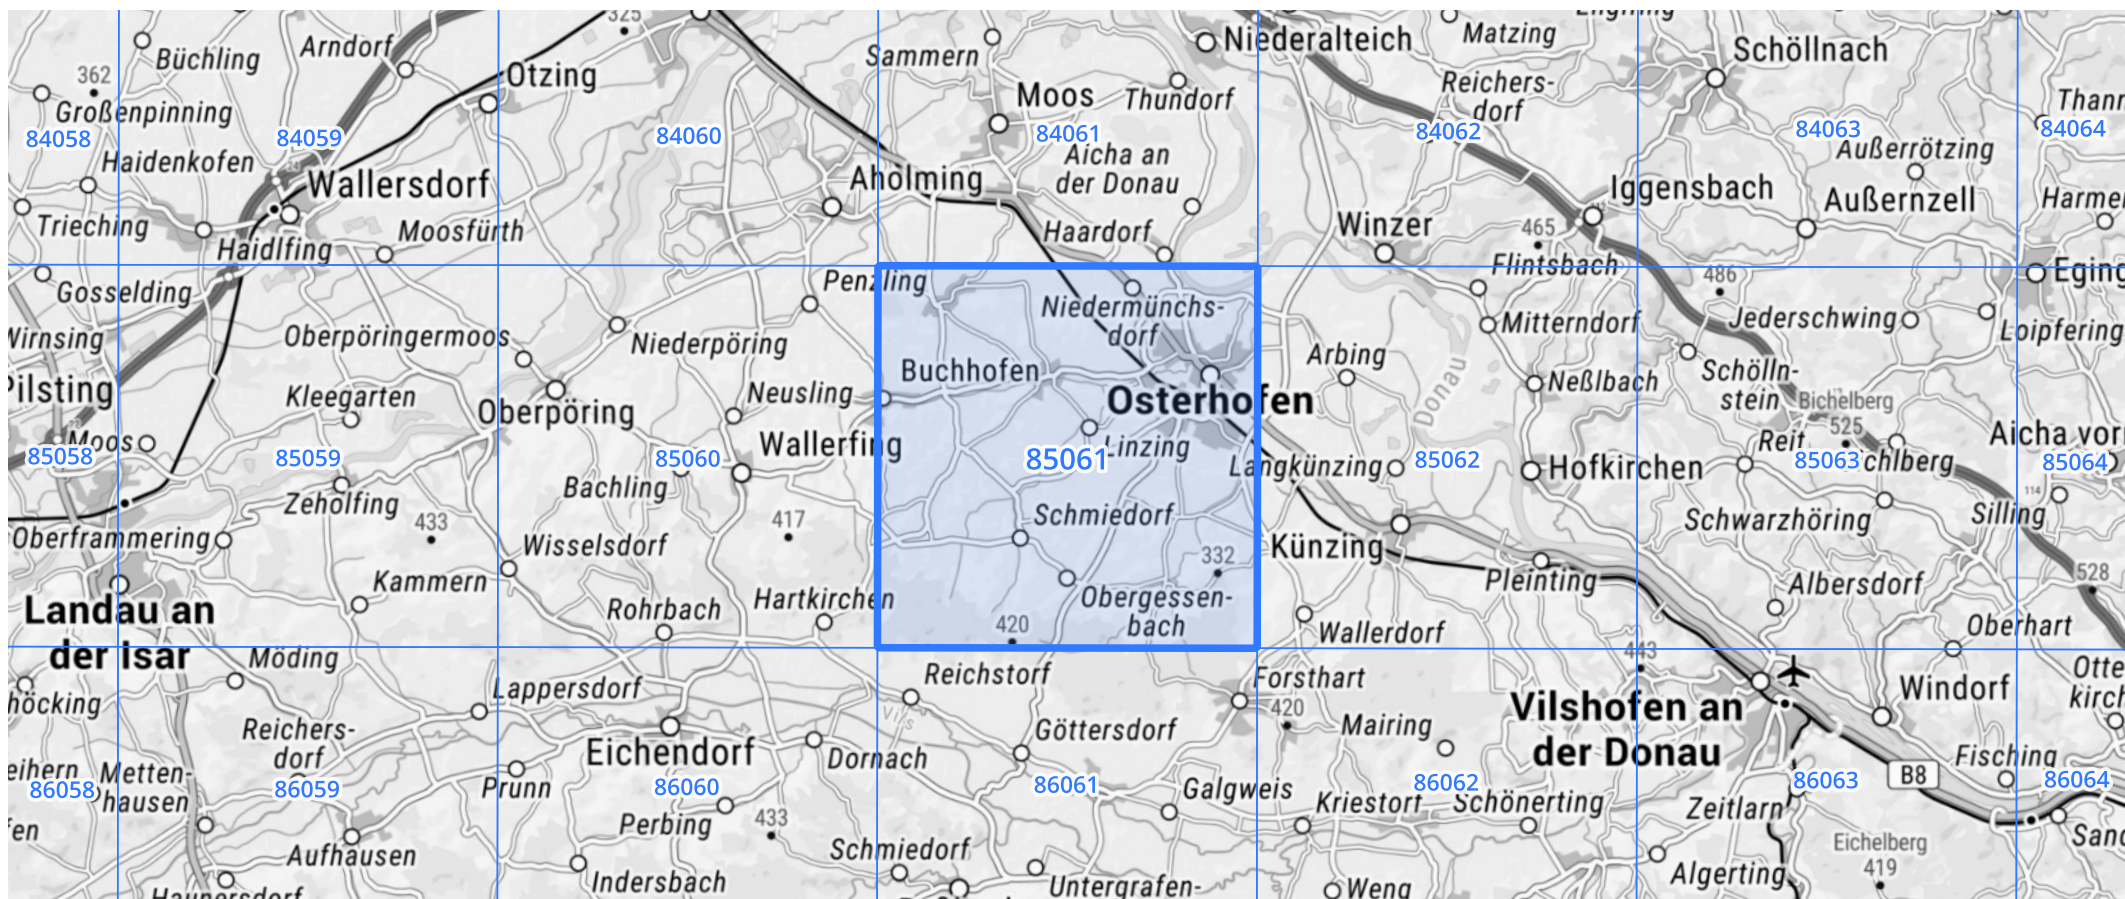 325
Büchling
Arndorf
Otzing
Sammern
Niederalteich
Matzing
Schöllnach
362
Großenpinning
Moos
Thundorf
Reichers-
dorf
84058
84059
84060
84061
84062
84063
84064
Haidenkofen
Wallersdorf
Aholming
Aicha an
der Donau
Iggensbach
Außerrötzing
Außernzell
Trieching
Haidlfing
Moosfürth
Haardorf
Winzer
465
Flintsbach
486
Gosselding
Penzling
Niedermünchs-
dorf
Mitterndorf
Jederschwing
Loipfering
Wirnsing
Oberpöringermoos
Niederpöring
Arbing
Schölln-
stein
Pilsting
Kleegarten
Oberpöring
Neusling
Buchhofen
Osterhofen
Donau
Neßlbach
Bichelberg
525
Moos
Wallerfing
Linzing
Langkünzing
Hofkirchen
Reit
85058
85059
85060
85061
85062
85063
85064
Zeholfing
433
Bachling
417
Schmiedorf
Schwarzhöring
114
Silling
Oberframmering
Wisselsdorf
332
Künzing
Pleinting
528
Kammern
Rohrbach
Hartkirchen
Obergessen-
bach
420
Albersdorf
Landau an
der Isar
Wallerdorf
443
Oberhart
Möding
Lappersdorf
Reichstorf
Forsthart
420
Mairing
Vilshofen an
der Donau
Windorf
Reichers-
dorf
Eichendorf
Vils
Göttersdorf
Dornach
Galgweis
Fisching
B8
Metten-
hausen
Prunn
86058
86059
86060
86061
86062
86063
86064
Perbing
433
Kriestorf
Schönerting
Zeitlarn
Aufhausen
Indersbach
Schmiedorf
Untergrafen-
Weng
Algerting
Eichelberg
419
Haunersdorf